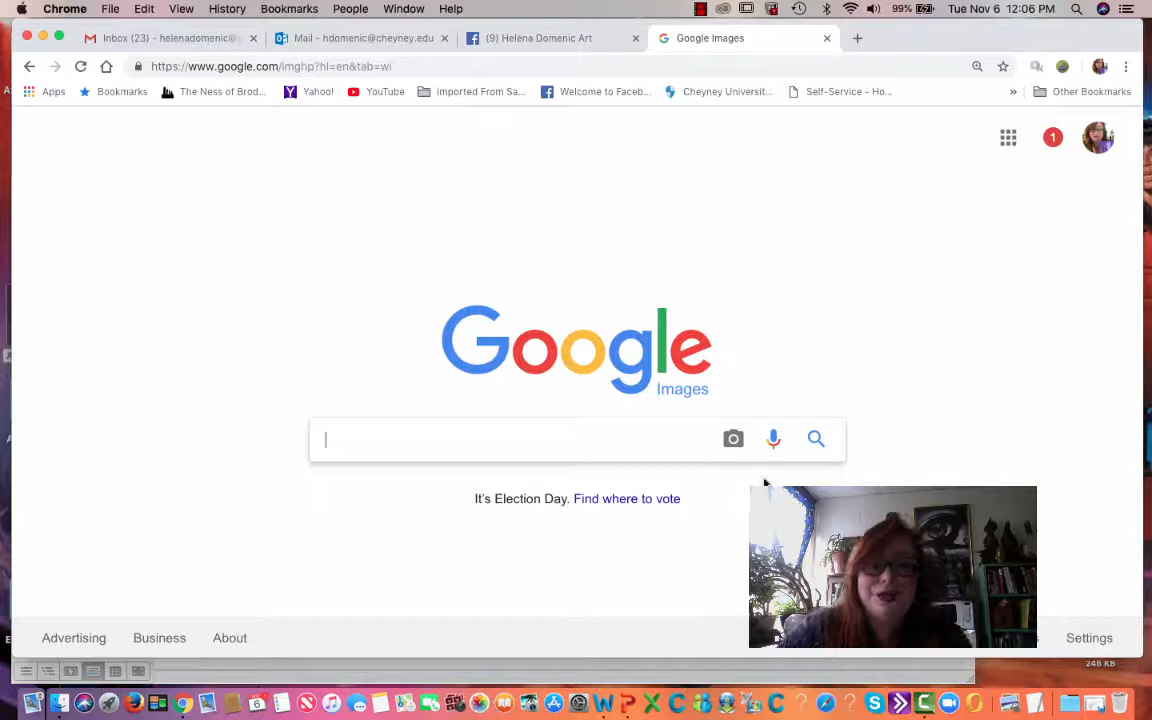 Chrome File Edit View History Bookmarks People Window Help 99% Tue Nov 6 12:06 PM
Inbox (23) - helenadomenic@ Mail - hdomenic@cheyney.edu (9) Helena Domenic Art Google Images
https://www.google.com/imghp?hl=en&tab=wi
Apps Bookmarks The Ness of Brod... Yahoo! YouTube Imported From Sa... Welcome to Faceb... Cheyney Universit... Self-Service - Ho... » Other Bookmarks
1
Google
Images
It's Election Day. Find where to vote
Advertising Business About Settings
246 KB